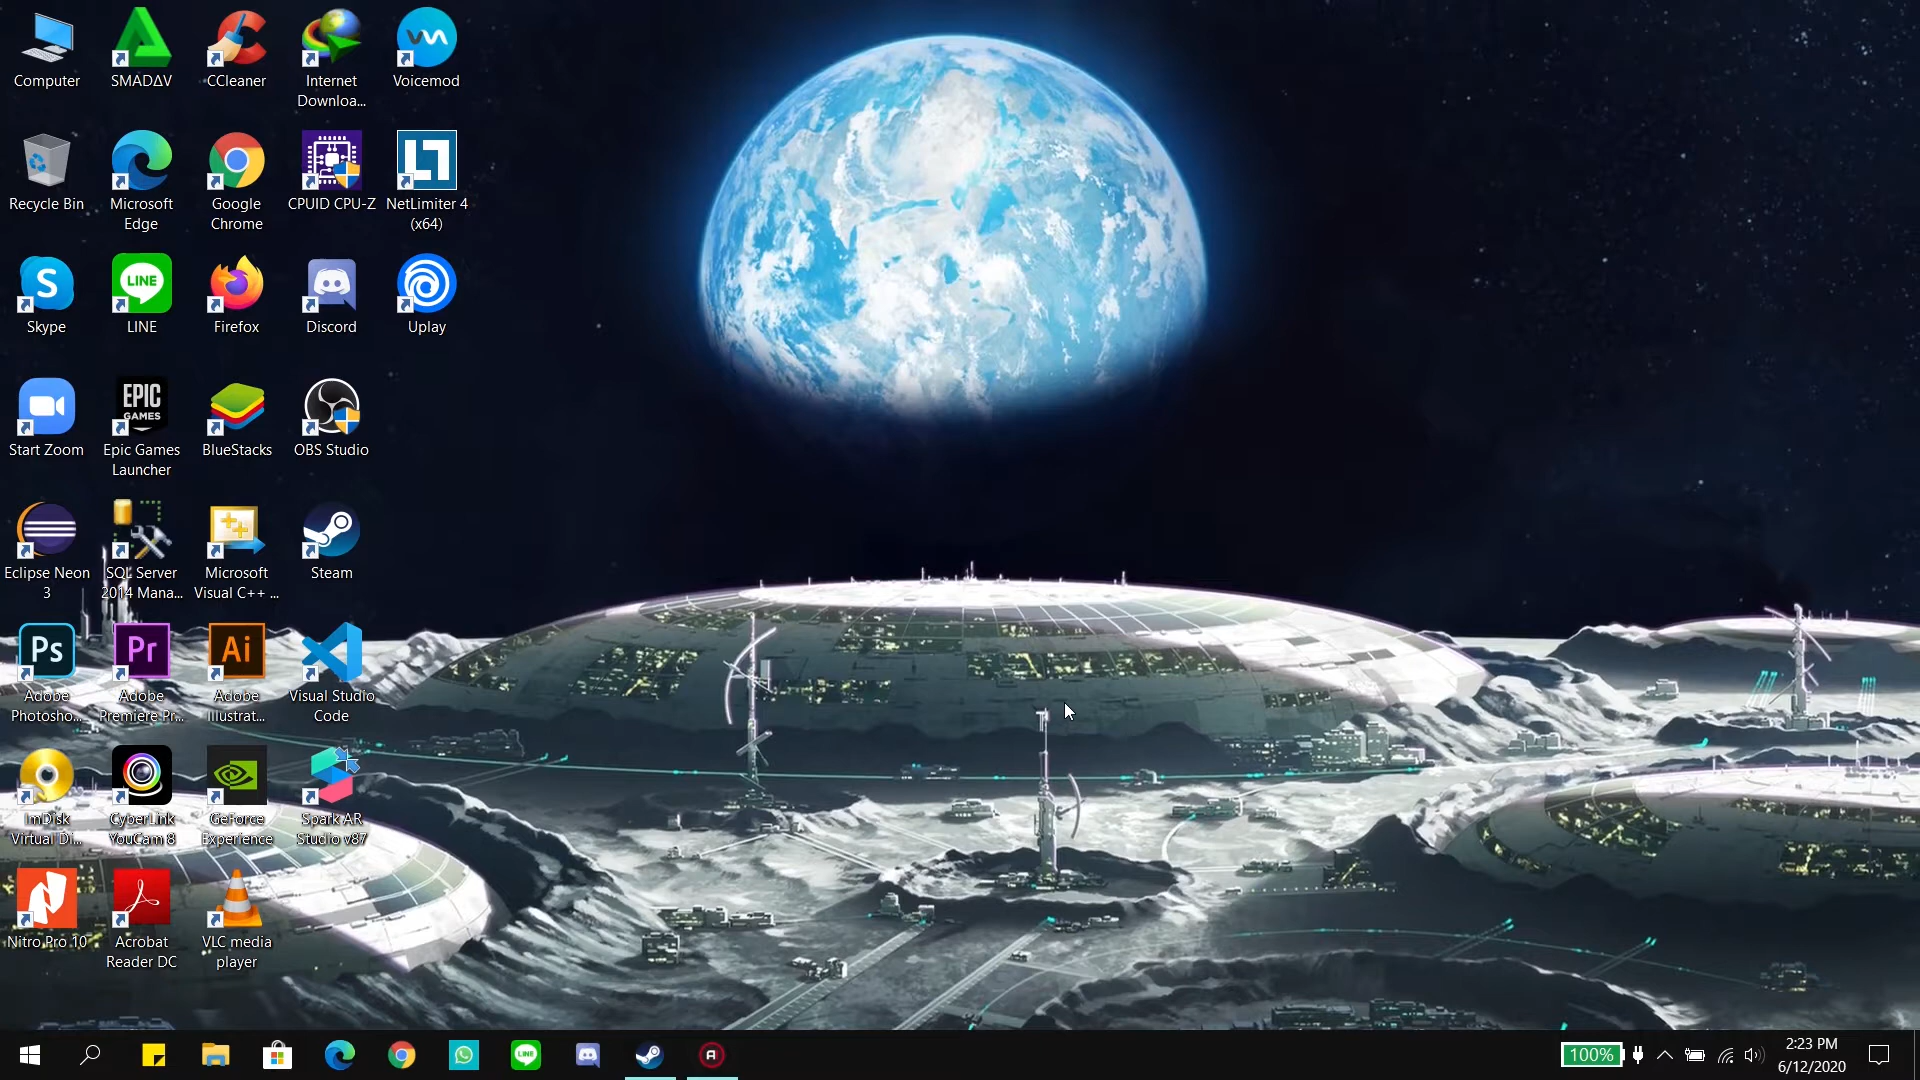 Computer
SMADΔV
CCleaner
Internet
Downloa...
Voicemod
Recycle Bin
Microsoft
Edge
Google
Chrome
CPUID CPU-Z
NetLimiter 4
(x64)
S
Skype
LINE
LINE
Firefox
Discord
Uplay
Start Zoom
EPIC
GAMES
Epic Games
Launcher
BlueStacks
OBS Studio
Eclipse Neon
3
SQL Server
2014 Mana...
Microsoft
Visual C++ ...
Steam
Ps
Adobe
Photosho...
Pr
Adobe
Premiere Pr...
Ai
Adobe
Illustrat...
Visual Studio
Code
ImDisk
Virtual Di...
CyberLink
YouCam 8
GeForce
Experience
Spark AR
Studio v87
Nitro Pro 10
Acrobat
Reader DC
VLC media
player
LINE
100%
2:23 PM
6/12/2020